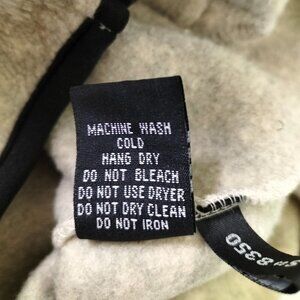 MACHINE WASH
COLD
HANG DRY
DO NOT BLEACH
DO NOT USE DRYER
DO NOT DRY CLEAN
DO NOT IRON
8350